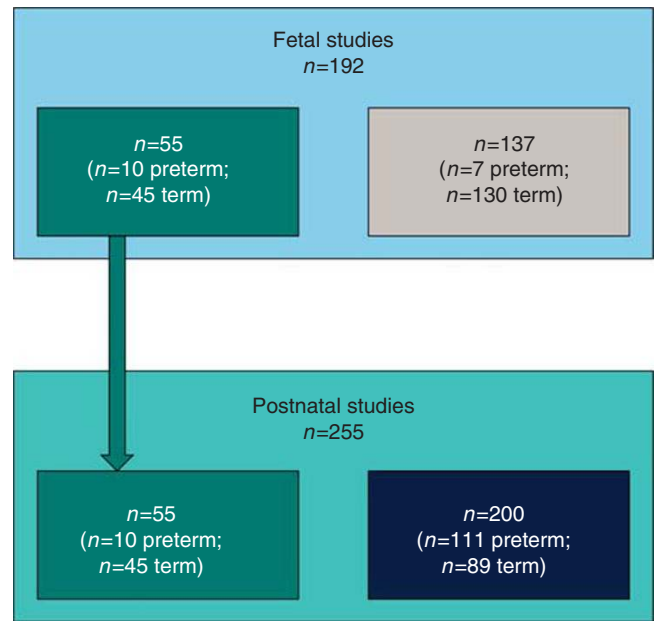 Fetal studies
n=192
n=55
(n=10 preterm;
n=45 term)
n=137
(n=7 preterm;
n=130 term)
Postnatal studies
n=255
n=55
(n=10 preterm;
n=45 term)
n=200
(n=111 preterm;
n=89 term)